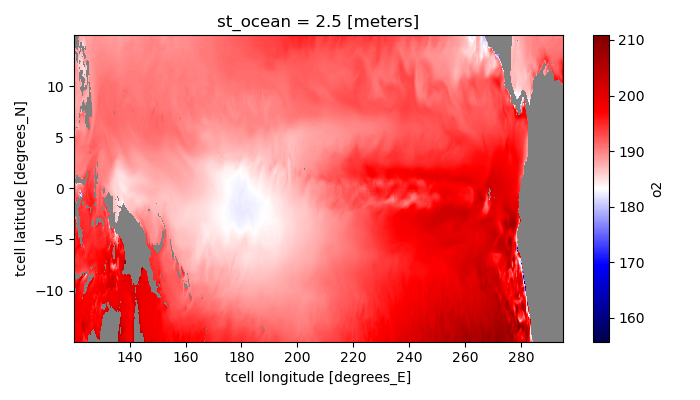 st_ocean = 2.5 [meters]
10
5
0
−5
−10
tcell latitude [degrees_N]
140 160 180 200 220 240 260 280
tcell longitude [degrees_E]
210
200
190
180
170
160
o2